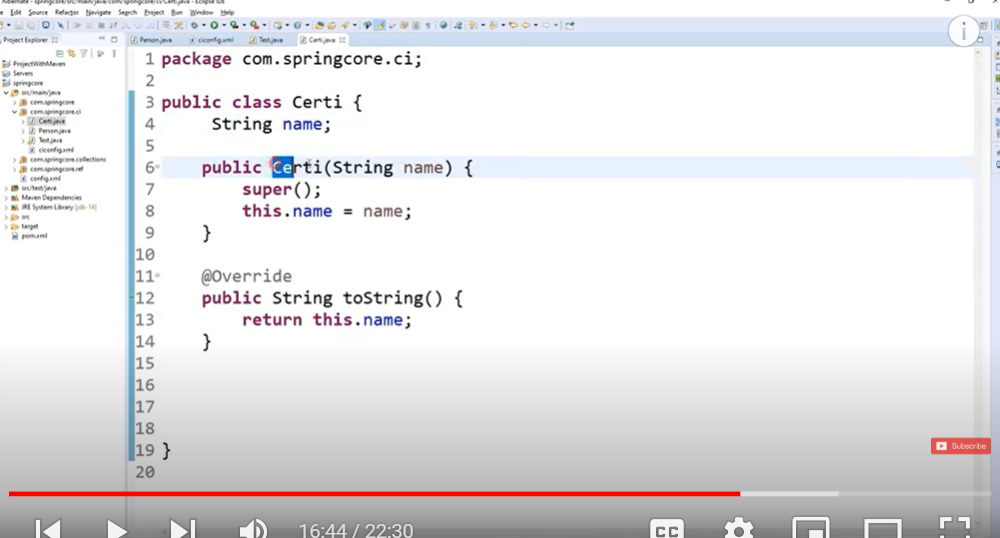 hibernate - springcore/src/main/java/com/springcore/ci/Certi.java - Eclipse IDE
Edit Source Refactor Navigate Search Project Run Window Help
Project Explorer
Person.java ciconfig.xml Test.java Certi.java
ProjectWithMaven
Servers
springcore
src/main/java
com.springcore
com.springcore.ci
Certi.java
Person.java
Test.java
ciconfig.xml
com.springcore.collections
com.springcore.ref
config.xml
src/test/java
Maven Dependencies
JRE System Library [jdk-14]
src
target
pom.xml
1 package com.springcore.ci;
2
3 public class Certi {
4 String name;
5
6 public Certi(String name) {
7 super();
8 this.name = name;
9 }
10
11 @Override
12 public String toString() {
13 return this.name;
14 }
15
16
17
18
19 }
20
i
Subscribe
16:44 / 22:30
CC